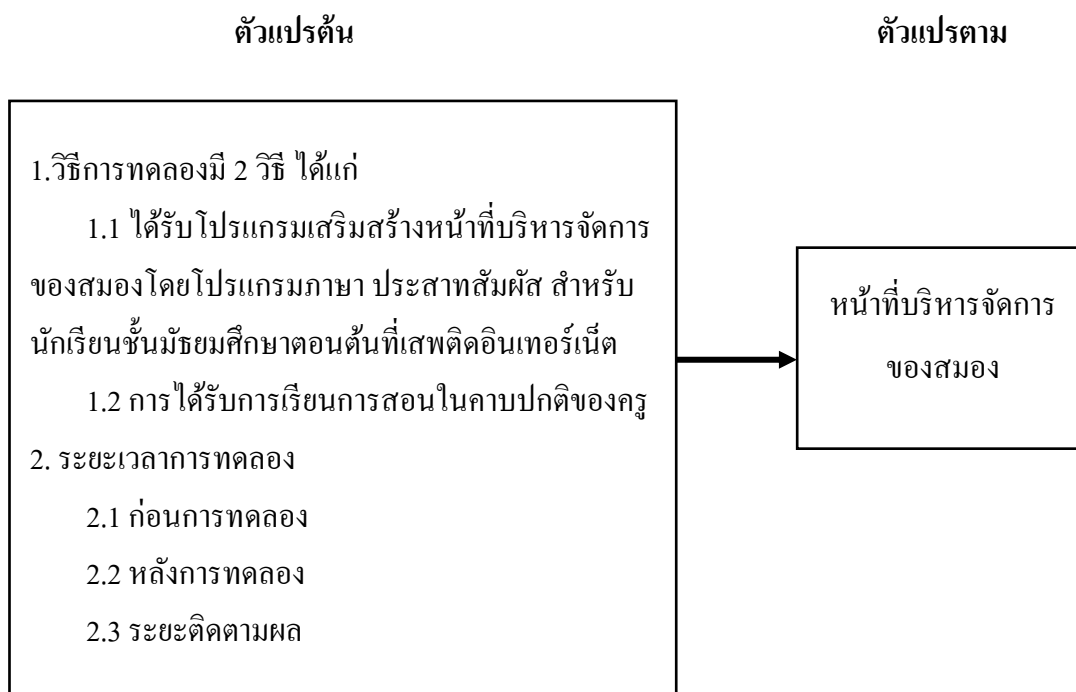 ตัวแปรต้น
ตัวแปรตาม
1.วิธีการทดลองมี 2 วิธี ได้แก่
1.1 ได้รับโปรแกรมเสริมสร้างหน้าที่บริหารจัดการ
ของสมองโดยโปรแกรมภาษา ประสาทสัมผัส สำหรับ
นักเรียนชั้นมัธยมศึกษาตอนต้นที่เสพติดอินเทอร์เน็ต
1.2 การได้รับการเรียนการสอนในคาบปกติของครู
2. ระยะเวลาการทดลอง
2.1 ก่อนการทดลอง
2.2 หลังการทดลอง
2.3 ระยะติดตามผล
หน้าที่บริหารจัดการ
ของสมอง